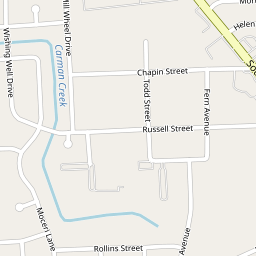 Mill Wheel Drive
Wishing Well Drive
Carman Creek
Helen
Chapin Street
Todd Street
Fern Avenue
Russell Street
Moceri Lane
Rollins Street
Avenue